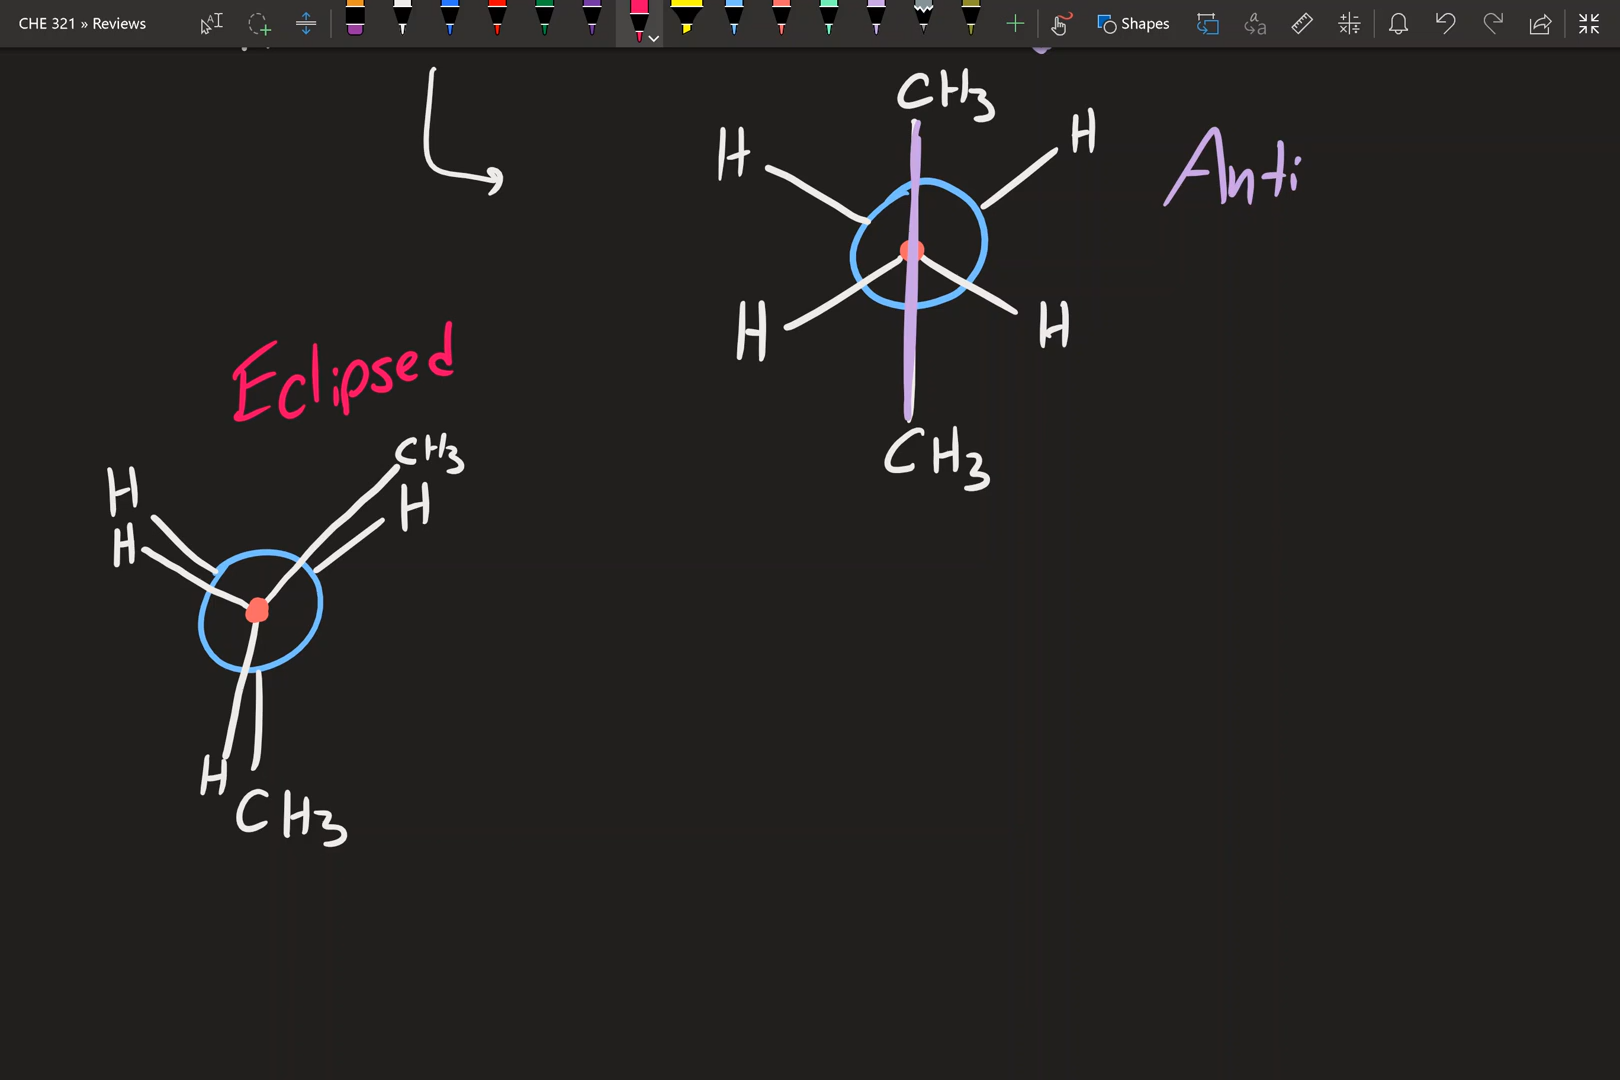 CHE 321 » Reviews
Shapes
CH3
H
H
Anti
H
H
CH3
Eclipsed
CH3
H
H
H
H
CH3